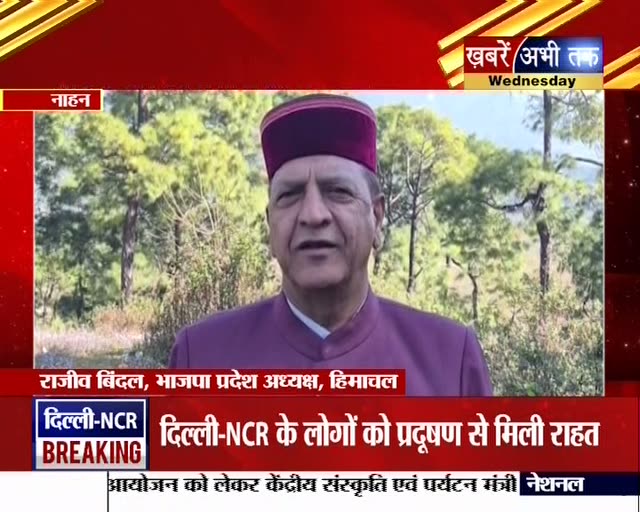 ख़बरें अभी तक
Wednesday
नाहन
राजीव बिंदल, भाजपा प्रदेश अध्यक्ष, हिमाचल
दिल्ली-NCR
BREAKING
दिल्ली-NCR के लोगों को प्रदूषण से मिली राहत
आयोजन को लेकर केंद्रीय संस्कृति एवं पर्यटन मंत्री
नेशनल